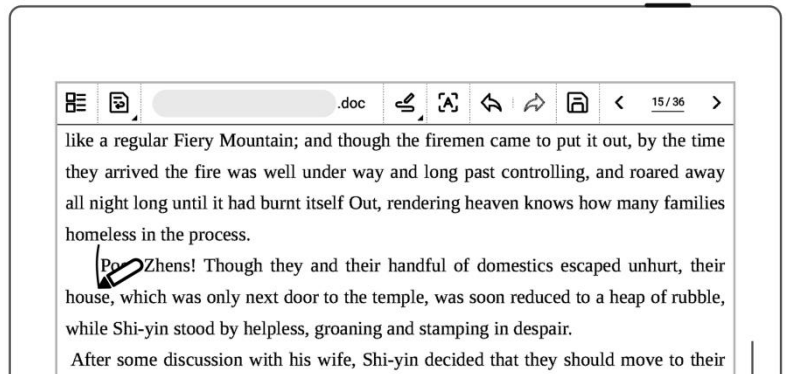 .doc
15/36
like a regular Fiery Mountain; and though the firemen came to put it out, by the time
they arrived the fire was well under way and long past controlling, and roared away
all night long until it had burnt itself Out, rendering heaven knows how many families
homeless in the process.
Zhens! Though they and their handful of domestics escaped unhurt, their
house, which was only next door to the temple, was soon reduced to a heap of rubble,
while Shi-yin stood by helpless, groaning and stamping in despair.
After some discussion with his wife, Shi-yin decided that they should move to their